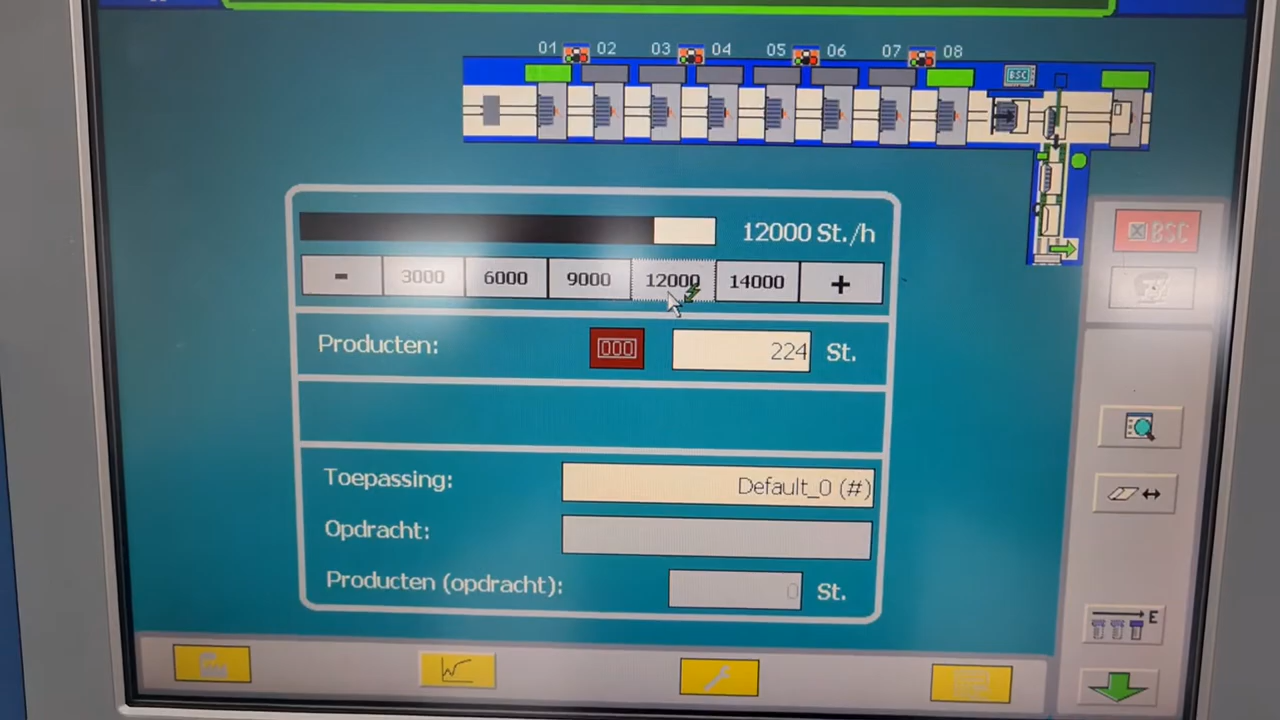 01 02 03 04 05 06 07 08
BSC
12000 St./h
- 3000 6000 9000 12000 14000 +
BSC
Producten: 000 224 St.
Toepassing: Default_0 (#)
Opdracht:
Producten (opdracht): 0 St.
E